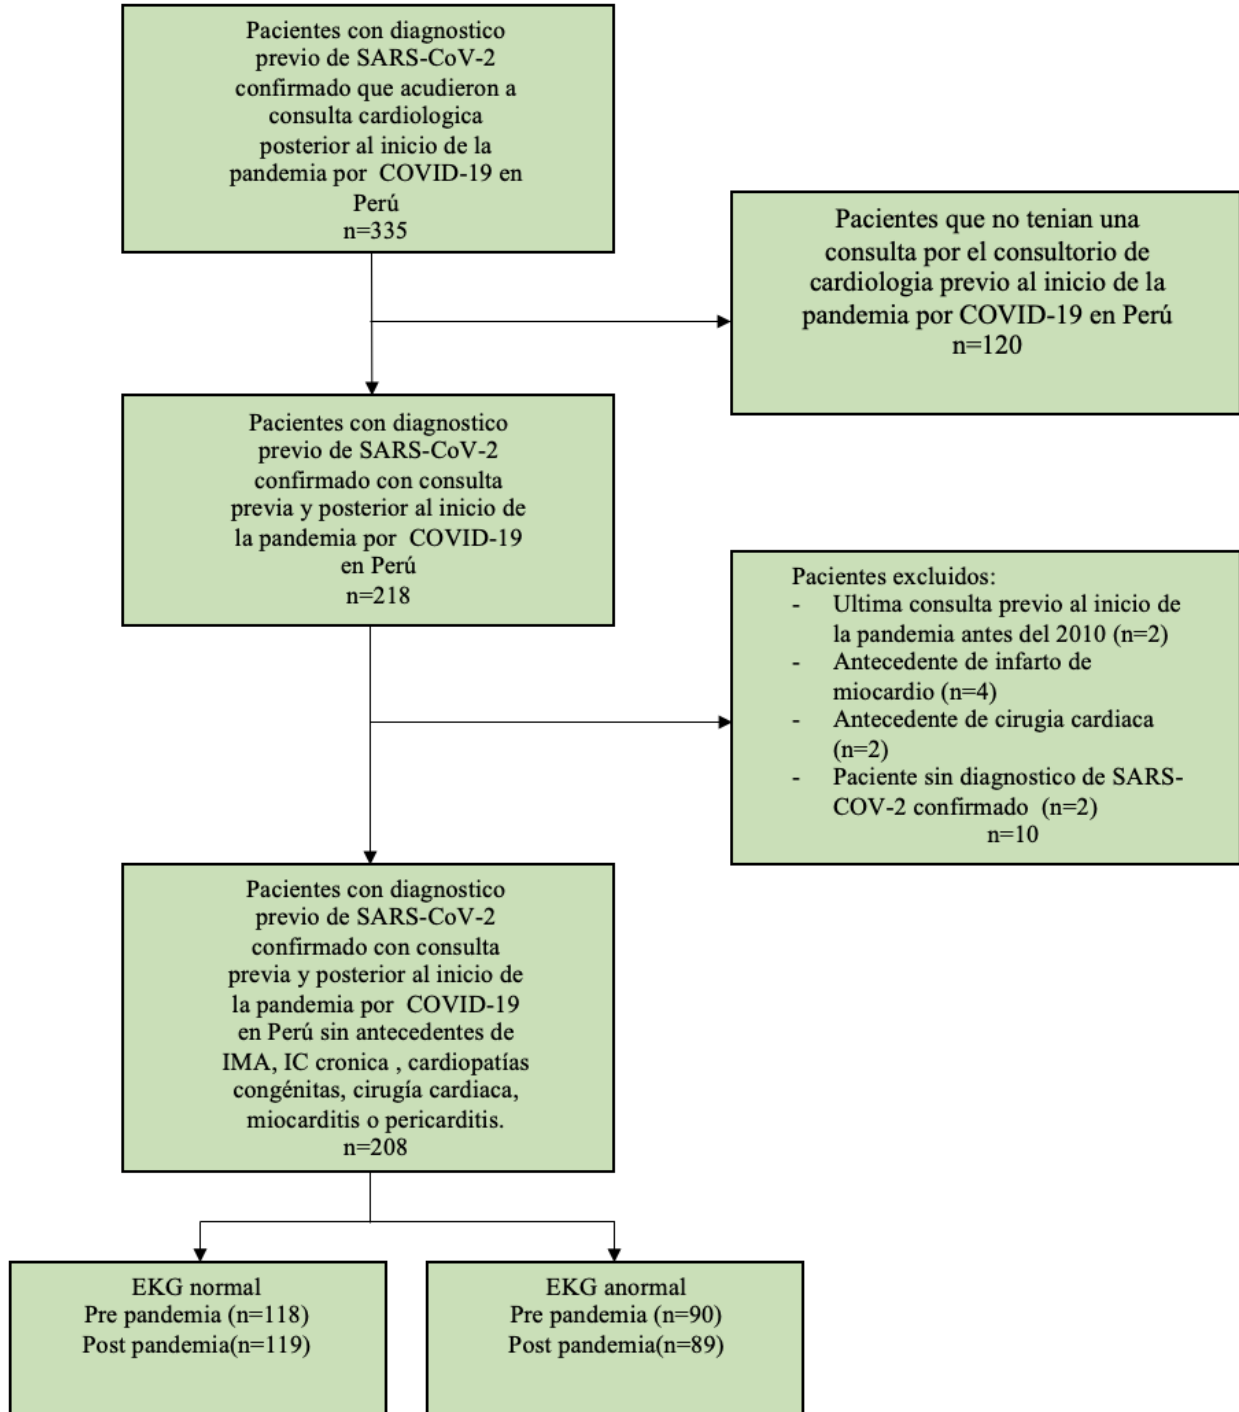 Pacientes con diagnostico
previo de SARS-CoV-2
confirmado que acudieron a
consulta cardiologica
posterior al inicio de la
pandemia por COVID-19 en
Perú
n=335
Pacientes que no tenian una
consulta por el consultorio de
cardiologia previo al inicio de la
pandemia por COVID-19 en Perú
n=120
Pacientes con diagnostico
previo de SARS-CoV-2
confirmado con consulta
previa y posterior al inicio de
la pandemia por COVID-19
en Perú
n=218
Pacientes excluidos:
- Ultima consulta previo al inicio de
la pandemia antes del 2010 (n=2)
- Antecedente de infarto de
miocardio (n=4)
- Antecedente de cirugia cardiaca
(n=2)
- Paciente sin diagnostico de SARS-
COV-2 confirmado (n=2)
n=10
Pacientes con diagnostico
previo de SARS-CoV-2
confirmado con consulta
previa y posterior al inicio de
la pandemia por COVID-19
en Perú sin antecedentes de
IMA, IC cronica , cardiopatías
congénitas, cirugía cardiaca,
miocarditis o pericarditis.
n=208
EKG normal
Pre pandemia (n=118)
Post pandemia(n=119)
EKG anormal
Pre pandemia (n=90)
Post pandemia(n=89)